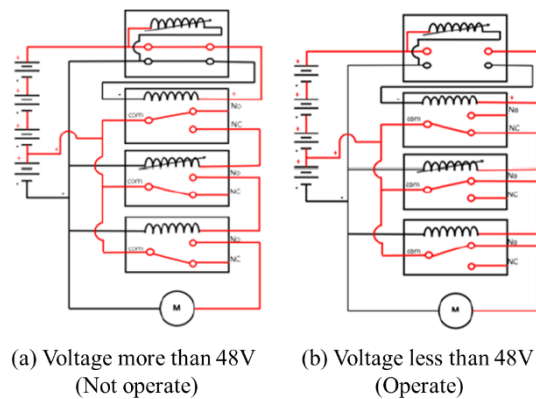 com
No
NC
com
No
NC
com
No
NC
M
(a) Voltage more than 48V
(Not operate)
com
No
NC
com
No
NC
com
No
NC
M
(b) Voltage less than 48V
(Operate)